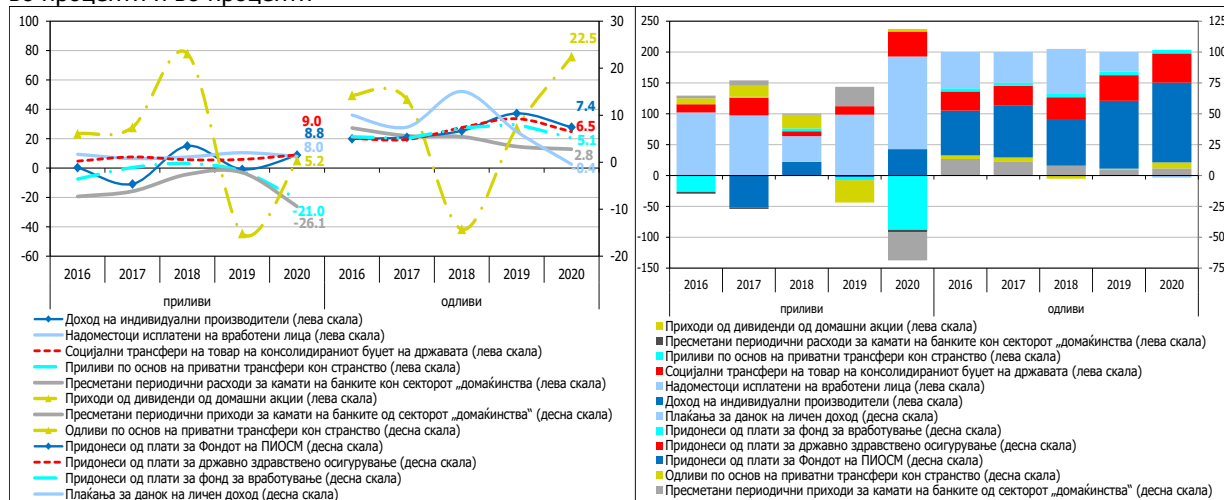 100
80
60
40
20
0
-20
-40
-60
30
20
10
0
-10
-20
9.0
8.8
8.0
5.2
-21.0
-26.1
22.5
7.4
6.5
5.1
2.8
-0.4
2016 2017 2018 2019 2020 2016 2017 2018 2019 2020
приливи одливи
Доход на индивидуални производители (лева скала)
Надоместоци исплатени на вработени лица (лева скала)
Социјални трансфери на товар на консолидираниот буџет на државата (лева скала)
Приливи по основ на приватни трансфери кон странство (лева скала)
Пресметани периодични расходи за камати на банките кон секторот „домаќинства (лева скала)
Приходи од дивиденди од домашни акции (лева скала)
Пресметани периодични приходи за камати на банките од секторот „домаќинства“ (десна скала)
Одливи по основ на приватни трансфери кон странство (десна скала)
Придонеси од плати за Фондот на ПИОСМ (десна скала)
Придонеси од плати за државно здравствено осигурување (десна скала)
Придонеси од плати за фонд за вработување (десна скала)
Плаќања за данок на личен доход (десна скала)
250
200
150
100
50
0
-50
-100
-150
125
100
75
50
25
0
-25
-50
-75
2016 2017 2018 2019 2020 2016 2017 2018 2019 2020
приливи одливи
Приходи од дивиденди од домашни акции (лева скала)
Пресметани периодични расходи за камати на банките кон секторот „домаќинства (лева скала)
Приливи по основ на приватни трансфери кон странство (лева скала)
Социјални трансфери на товар на консолидираниот буџет на државата (лева скала)
Надоместоци исплатени на вработени лица (лева скала)
Доход на индивидуални производители (лева скала)
Плаќања за данок на личен доход (десна скала)
Придонеси од плати за фонд за вработување (десна скала)
Придонеси од плати за државно здравствено осигурување (десна скала)
Придонеси од плати за Фондот на ПИОСМ (десна скала)
Одливи по основ на приватни трансфери кон странство (десна скала)
Пресметани периодични приходи за камати на банките од секторот „домаќинства“ (десна скала)